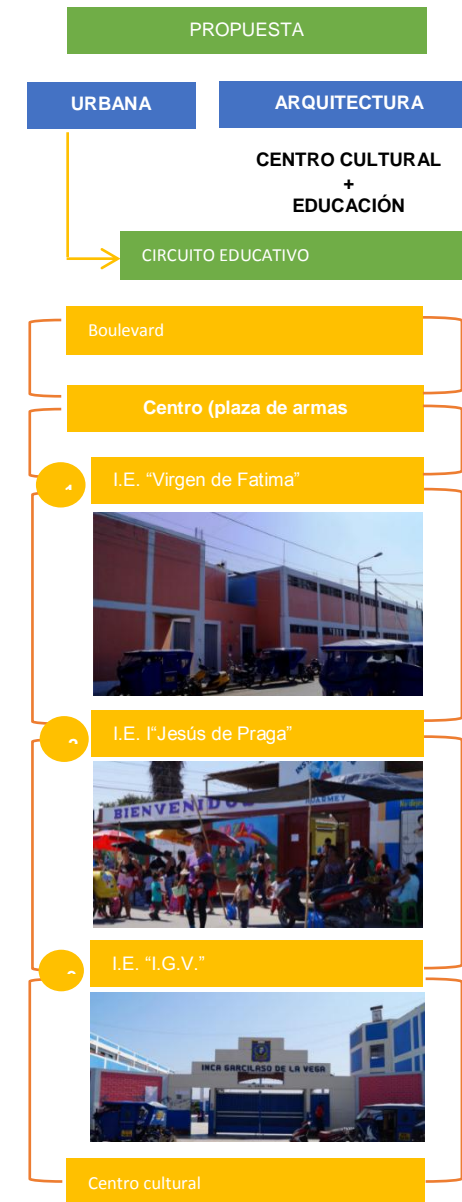 PROPUESTA
URBANA
ARQUITECTURA
CENTRO CULTURAL
+
EDUCACIÓN
CIRCUITO EDUCATIVO
Boulevard
Centro (plaza de armas
I.E. “Virgen de Fatima”
I.E. I“Jesús de Praga”
BIENVENIDOS
HUARMEY
I.E. “I.G.V.”
INCA GARCILASO DE LA VEGA
Centro cultural